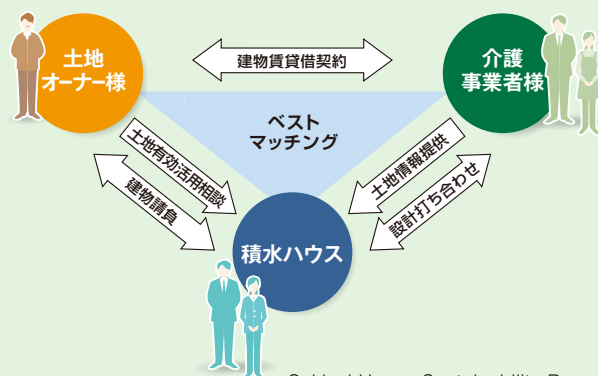 土地
オーナー様
建物賃貸借契約
介護
事業者様
ベスト
マッチング
土地有効活用相談
建物請負
土地情報提供
設計打ち合わせ
積水ハウス